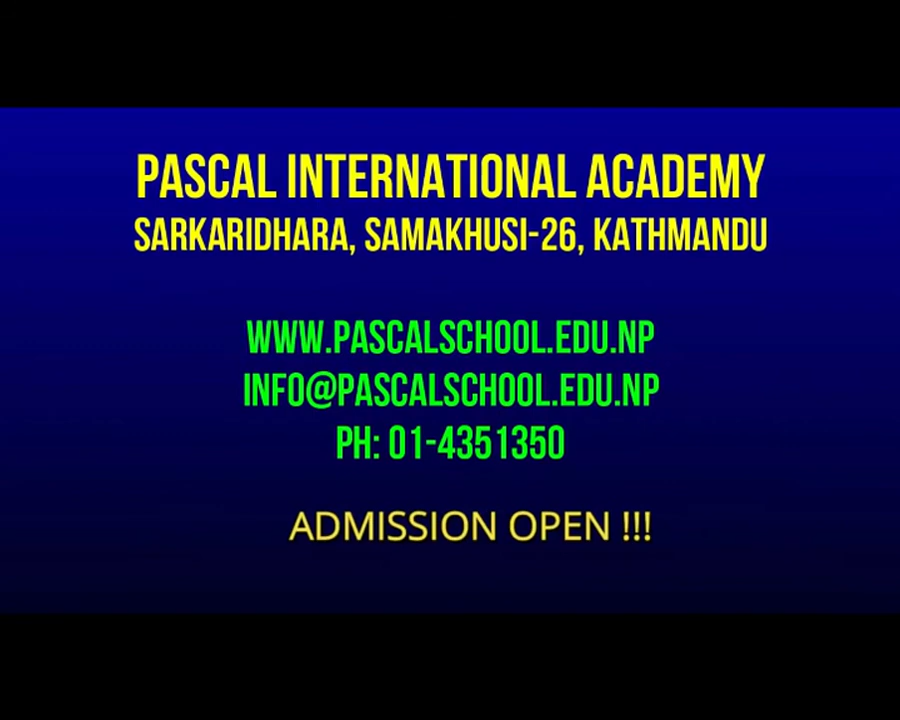 PASCAL INTERNATIONAL ACADEMY
SARKARIDHARA, SAMAKHUSI-26, KATHMANDU
WWW.PASCALSCHOOL.EDU.NP
INFO@PASCALSCHOOL.EDU.NP
PH: 01-4351350
ADMISSION OPEN !!!